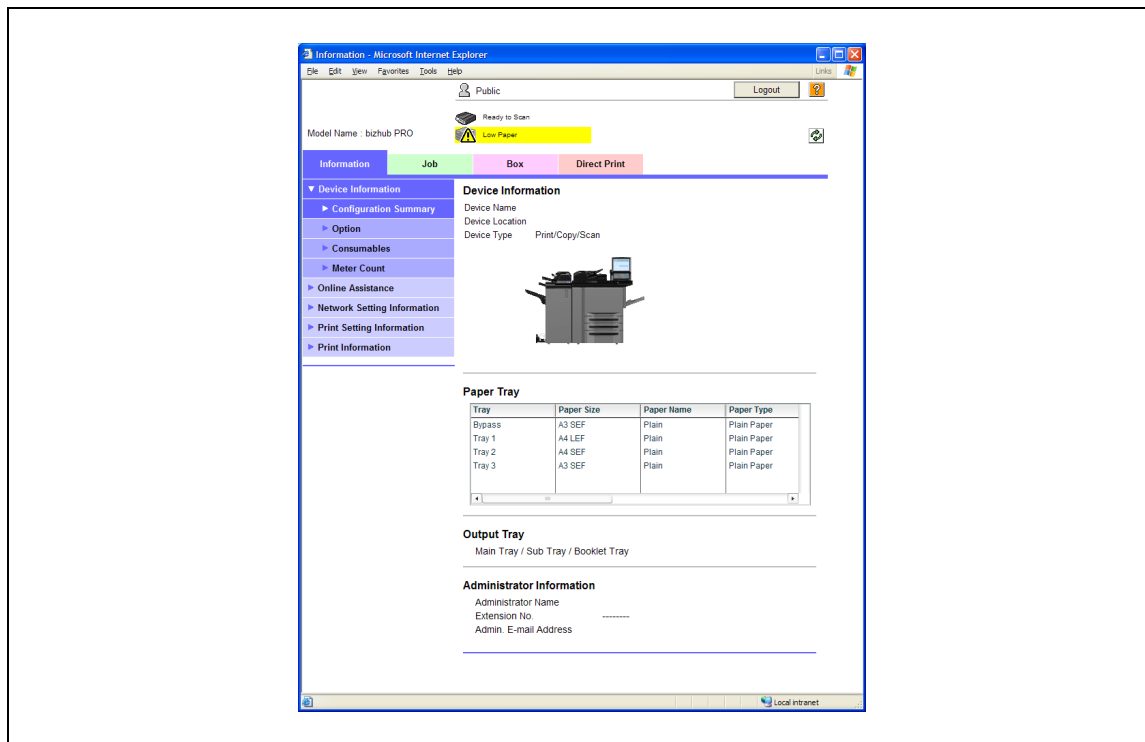 Information - Microsoft Internet Explorer
File Edit View Favorites Tools Help Links
Public Logout ?
Ready to Scan
Model Name : bizhub PRO Low Paper
Information Job Box Direct Print
Device Information
Configuration Summary
Option
Consumables
Meter Count
Online Assistance
Network Setting Information
Print Setting Information
Print Information
Device Information
Device Name
Device Location
Device Type Print/Copy/Scan
Paper Tray
Tray Paper Size Paper Name Paper Type
Bypass A3 SEF Plain Plain Paper
Tray 1 A4 LEF Plain Plain Paper
Tray 2 A4 SEF Plain Plain Paper
Tray 3 A3 SEF Plain Plain Paper
Output Tray
Main Tray / Sub Tray / Booklet Tray
Administrator Information
Administrator Name
Extension No. --------
Admin. E-mail Address
Local intranet